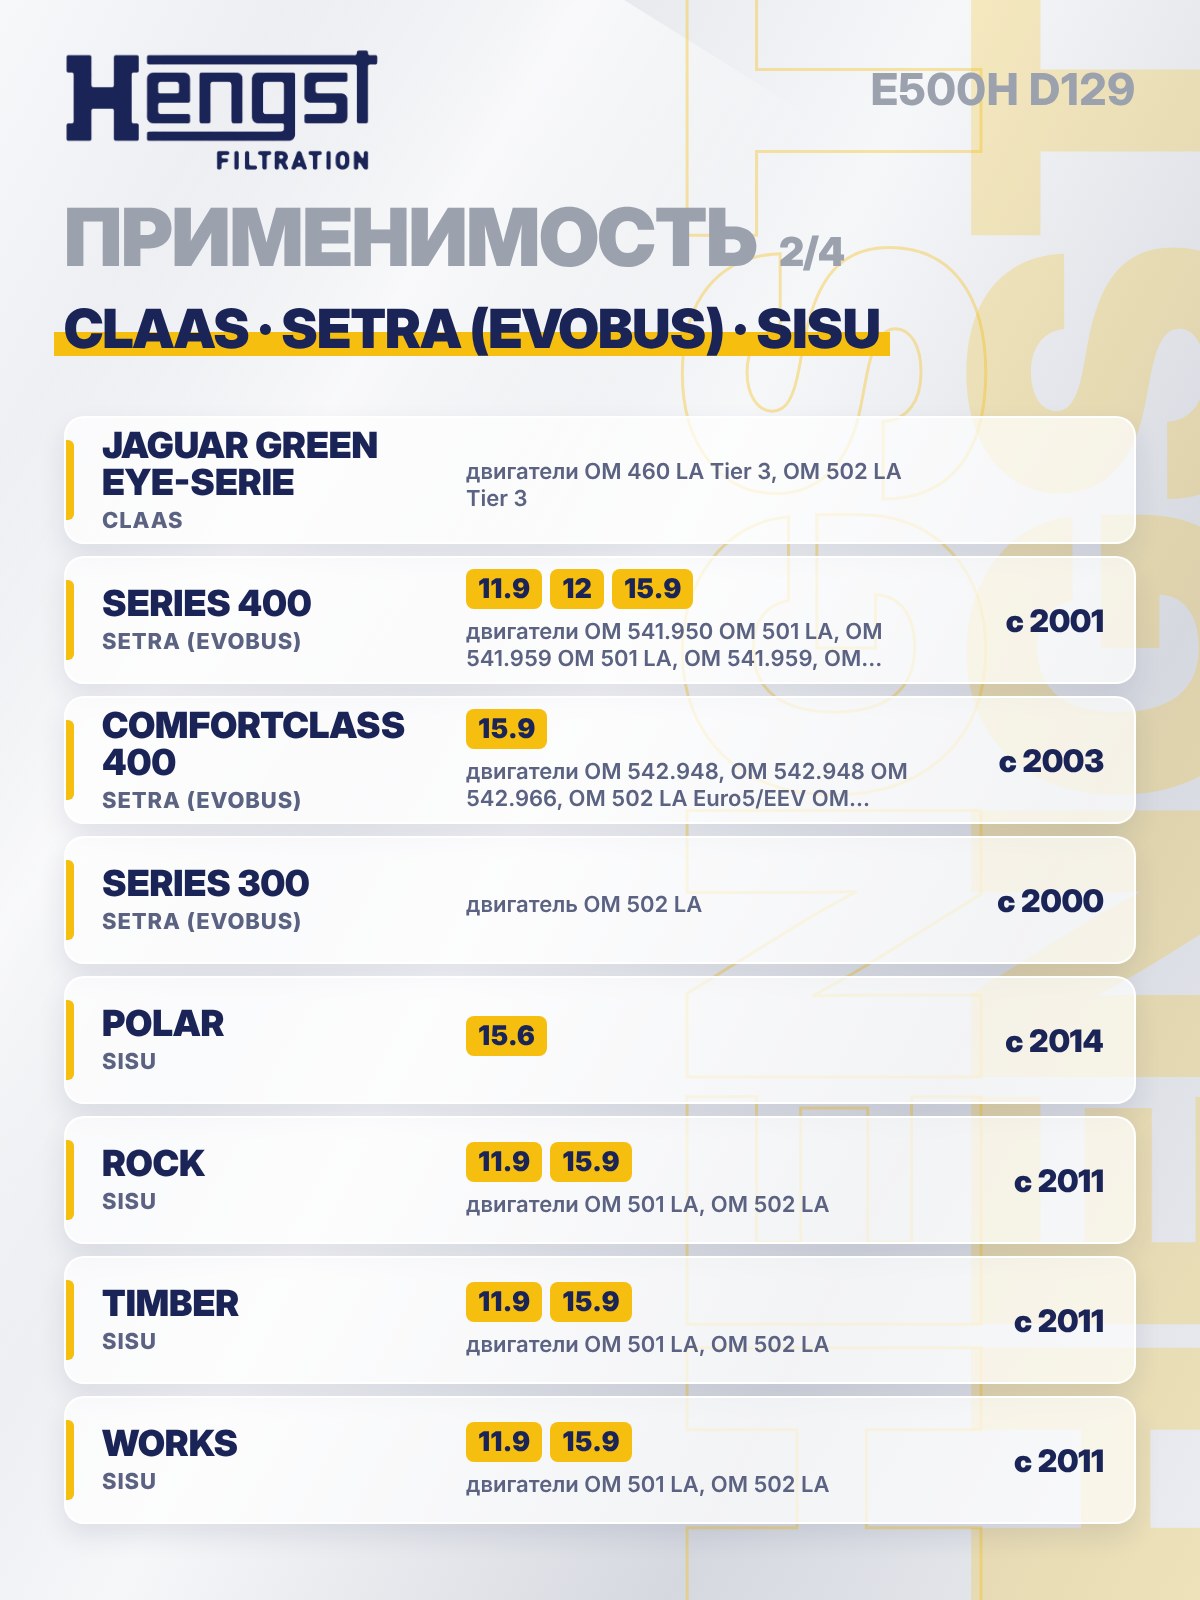 Hengst
FILTRATION
E500H D129
ПРИМЕНИМОСТЬ 2/4
CLAAS · SETRA (EVOBUS) · SISU
JAGUAR GREEN
EYE-SERIE
CLAAS
двигатели OM 460 LA Tier 3, OM 502 LA
Tier 3
SERIES 400
SETRA (EVOBUS)
11.9 12 15.9
двигатели OM 541.950 OM 501 LA, OM
541.959 OM 501 LA, OM 541.959, OM...
с 2001
COMFORTCLASS
400
SETRA (EVOBUS)
15.9
двигатели OM 542.948, OM 542.948 OM
542.966, OM 502 LA Euro5/EEV OM...
с 2003
SERIES 300
SETRA (EVOBUS)
двигатель OM 502 LA
с 2000
POLAR
SISU
15.6
с 2014
ROCK
SISU
11.9 15.9
двигатели OM 501 LA, OM 502 LA
с 2011
TIMBER
SISU
11.9 15.9
двигатели OM 501 LA, OM 502 LA
с 2011
WORKS
SISU
11.9 15.9
двигатели OM 501 LA, OM 502 LA
с 2011
HENGST
HENGST